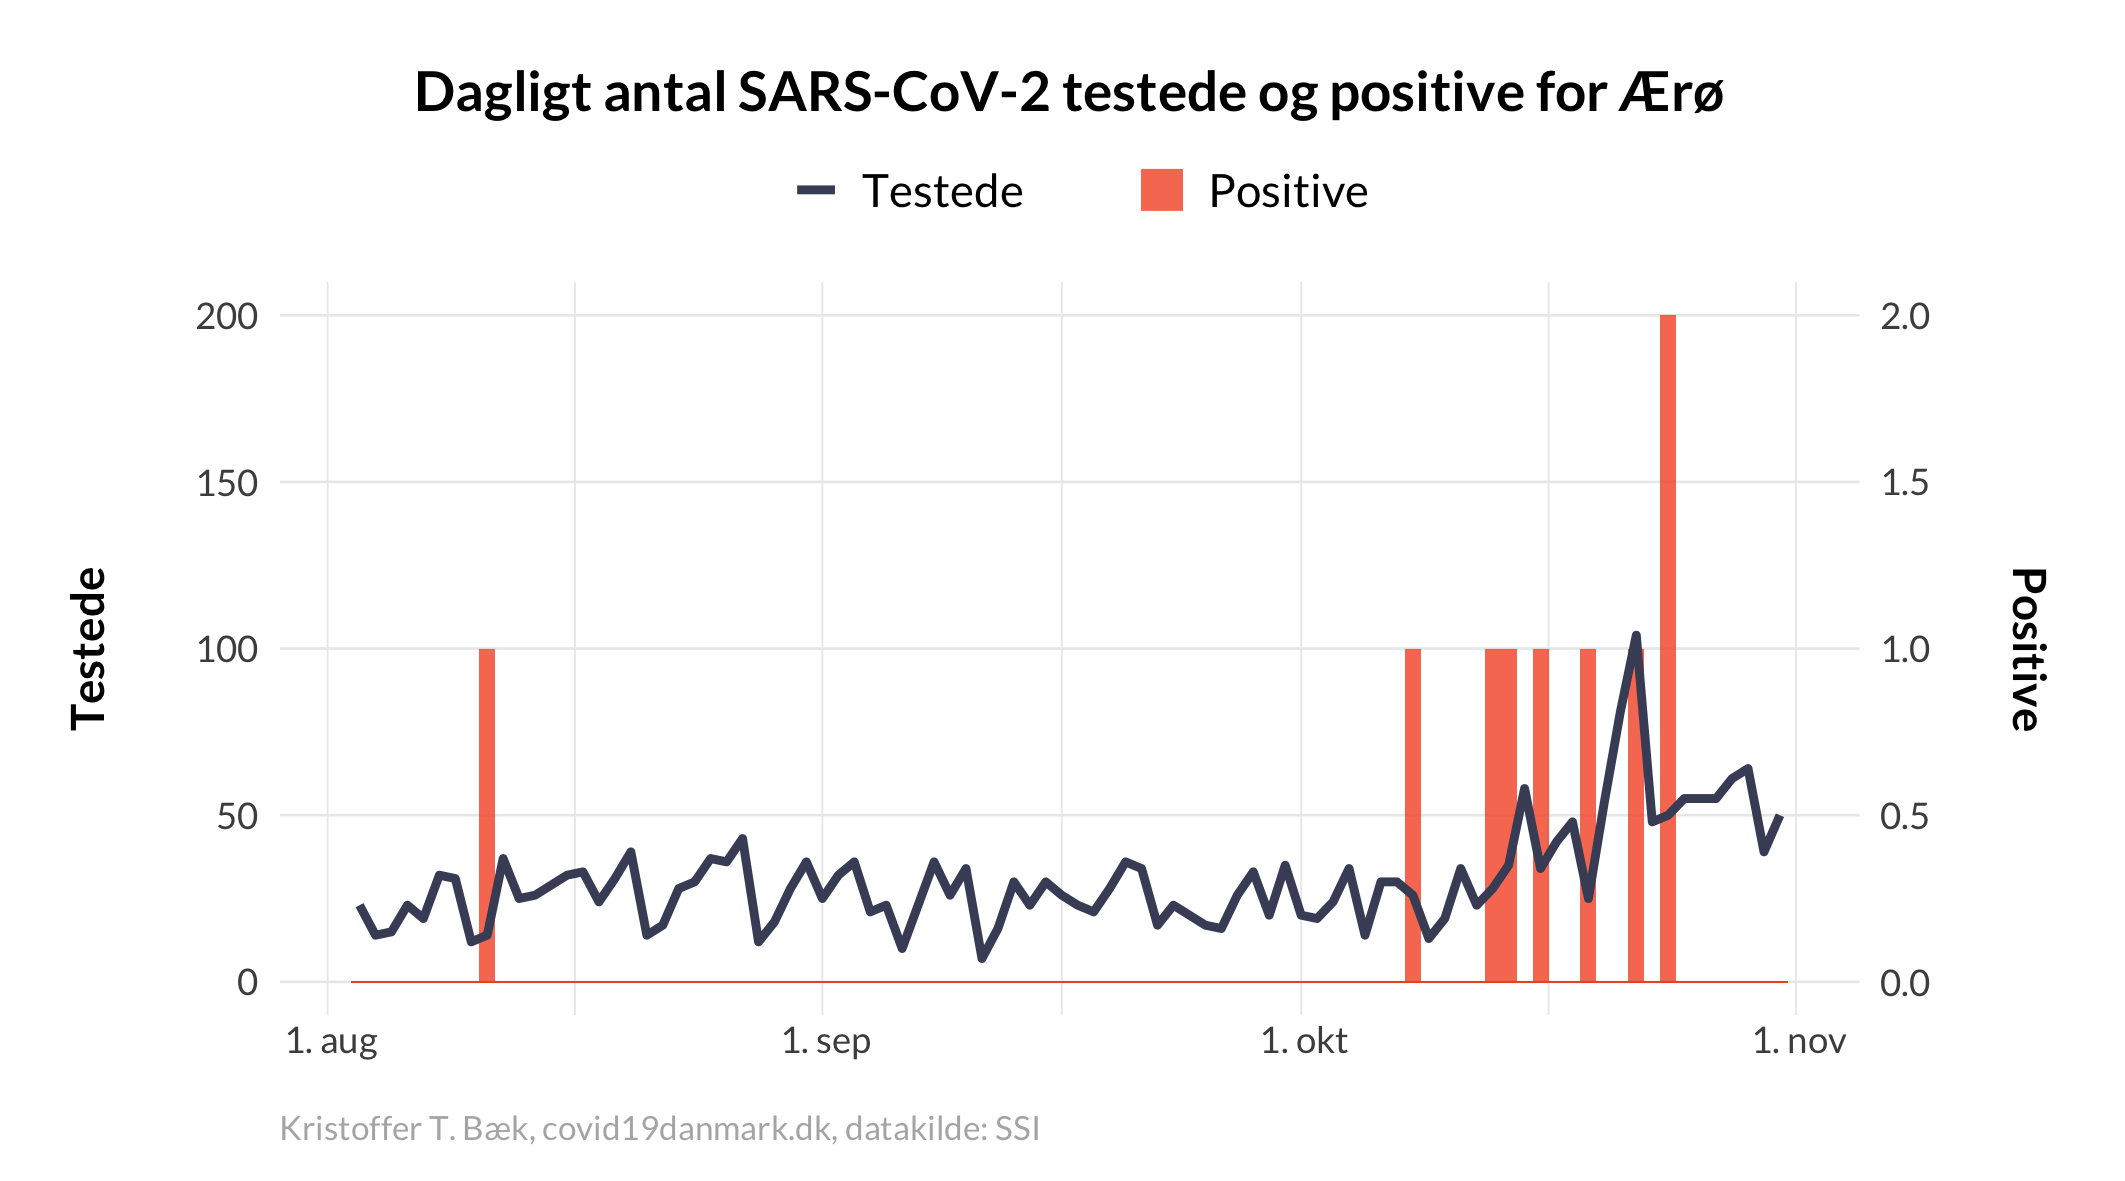 Dagligt antal SARS-CoV-2 testede og positive for Ærø
Testede
Positive
200
150
100
50
0
Testede
2.0
1.5
1.0
0.5
0.0
Positive
1. aug
1. sep
1. okt
1. nov
Kristoffer T. Bæk, covid19danmark.dk, datakilde: SSI